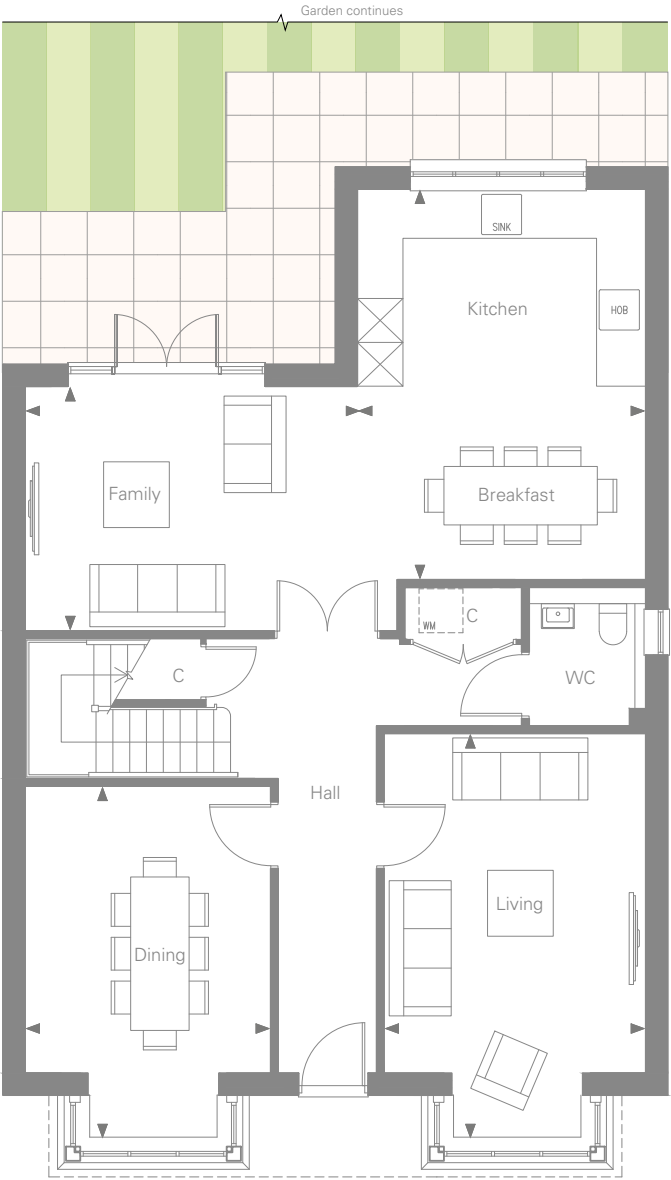 Garden continues
SINK
Kitchen
HOB
Family
Breakfast
WM
C
C
WC
Hall
Living
Dining